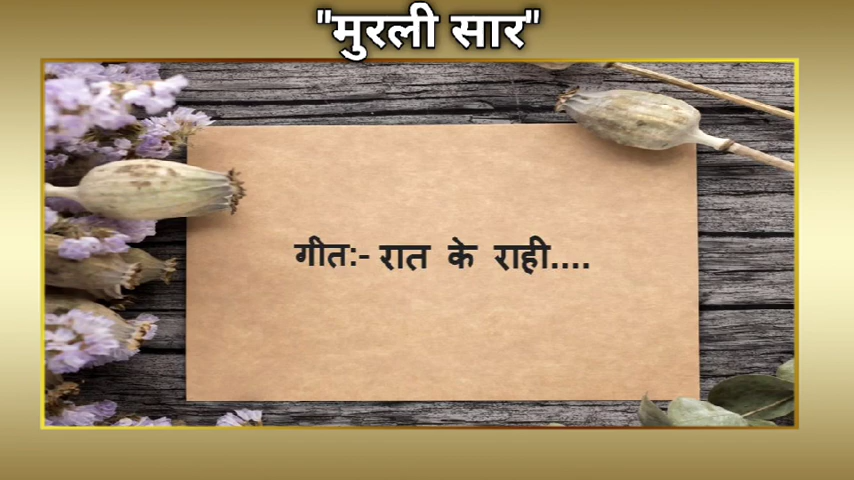 "मुरली सार"
गीत:- रात के राही....